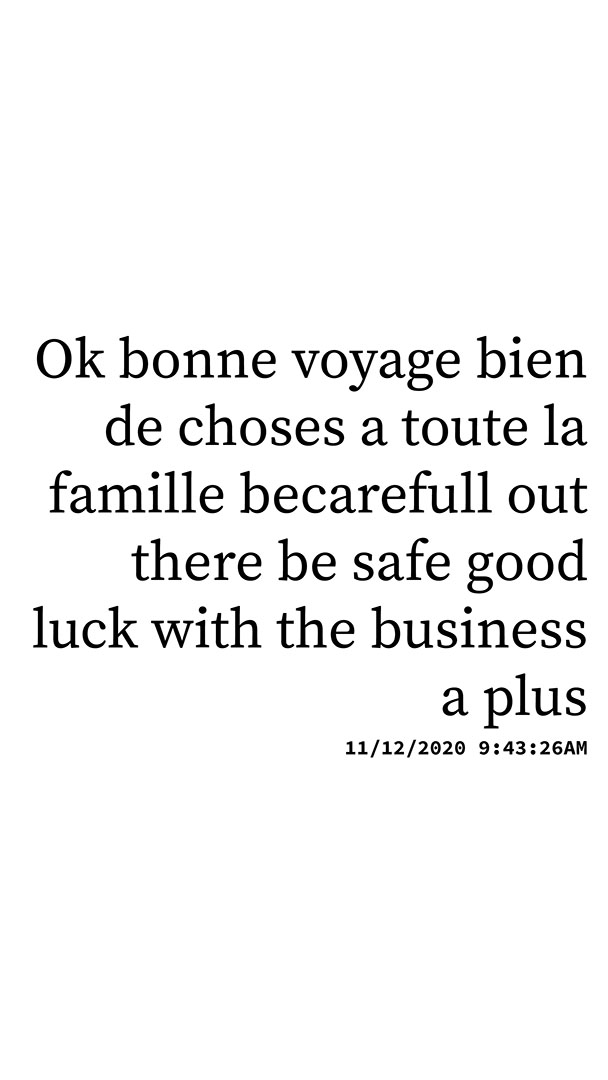 Ok bonne voyage bien
de choses a toute la
famille becarefull out
there be safe good
luck with the business
a plus
11/12/2020 9:43:26AM